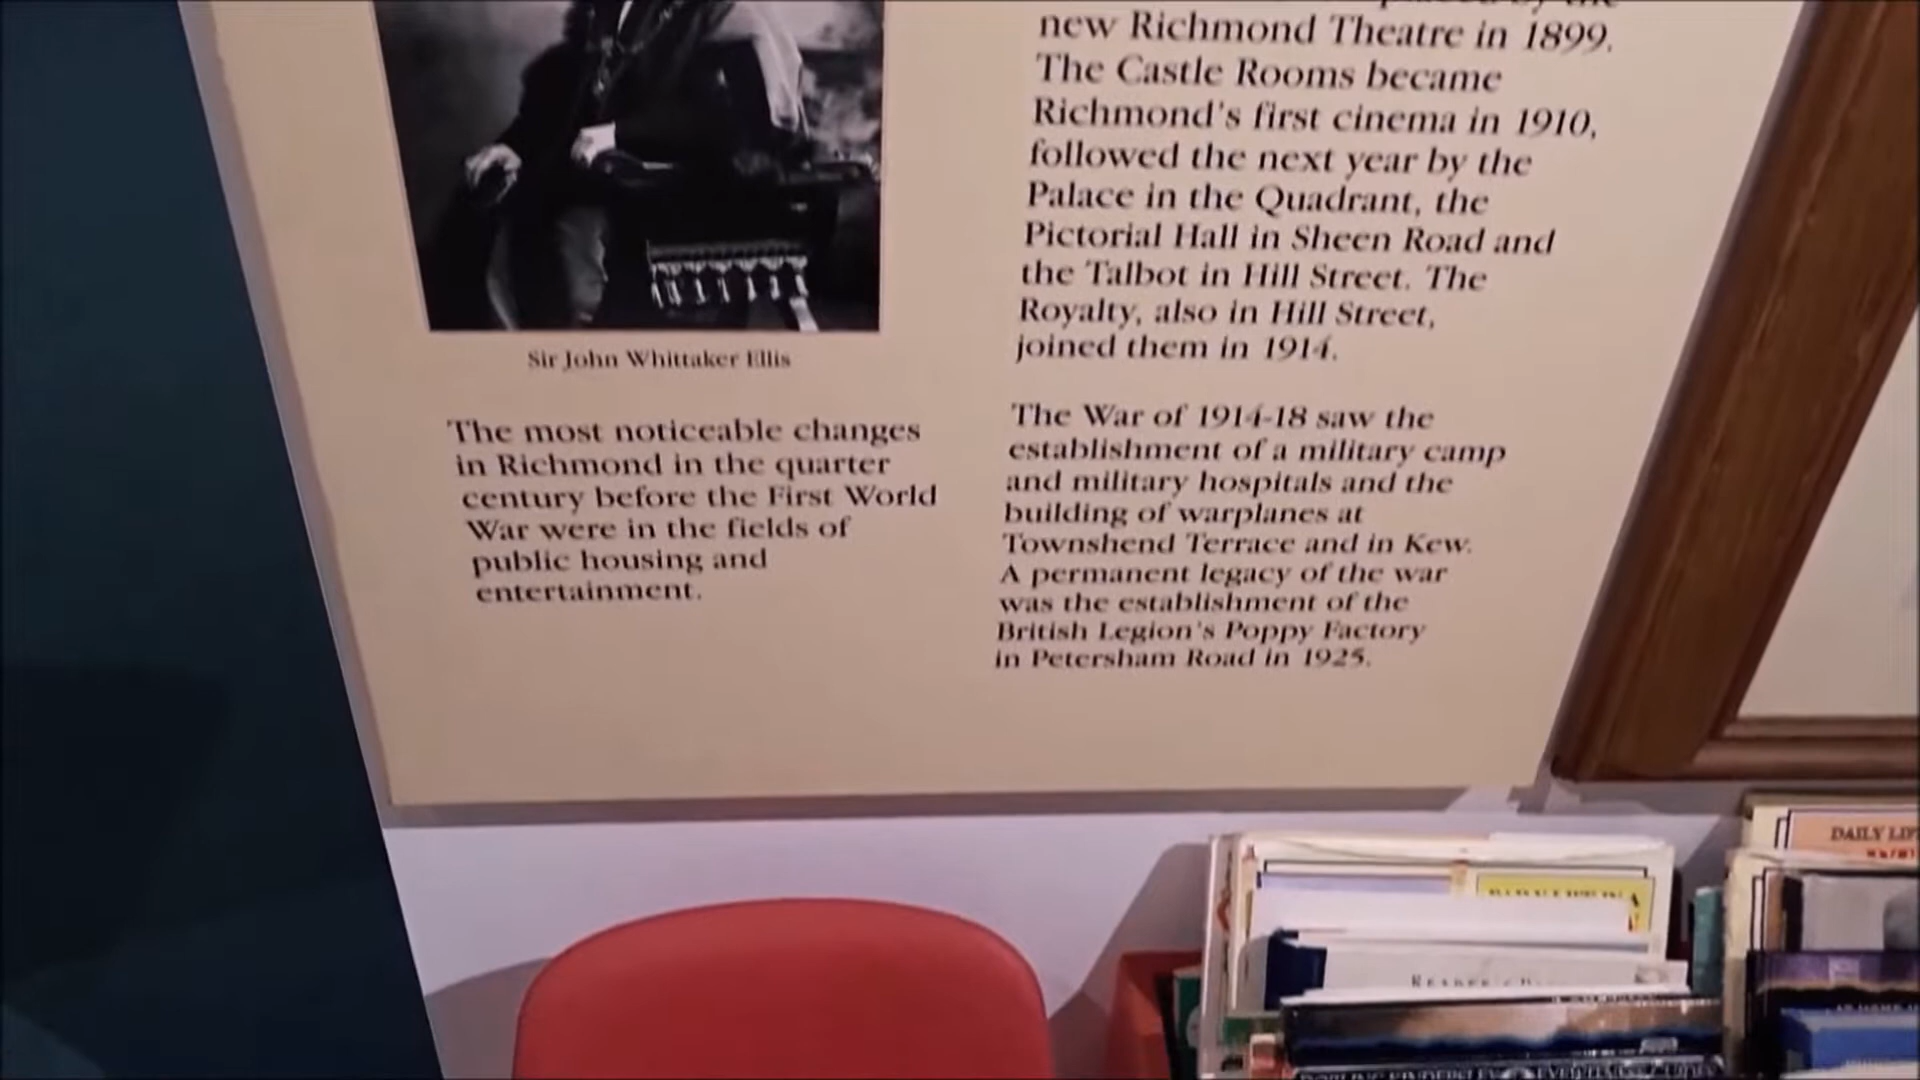 Sir John Whittaker Ellis
The most noticeable changes
in Richmond in the quarter
century before the First World
War were in the fields of
public housing and
entertainment.
by the
new Richmond Theatre in 1899.
The Castle Rooms became
Richmond's first cinema in 1910,
followed the next year by the
Palace in the Quadrant, the
Pictorial Hall in Sheen Road and
the Talbot in Hill Street. The
Royalty, also in Hill Street,
joined them in 1914.
The War of 1914-18 saw the
establishment of a military camp
and military hospitals and the
building of warplanes at
Townshend Terrace and in Kew.
A permanent legacy of the war
was the establishment of the
British Legion's Poppy Factory
in Petersham Road in 1925.
DAILY
DORLING KINDERSLEY